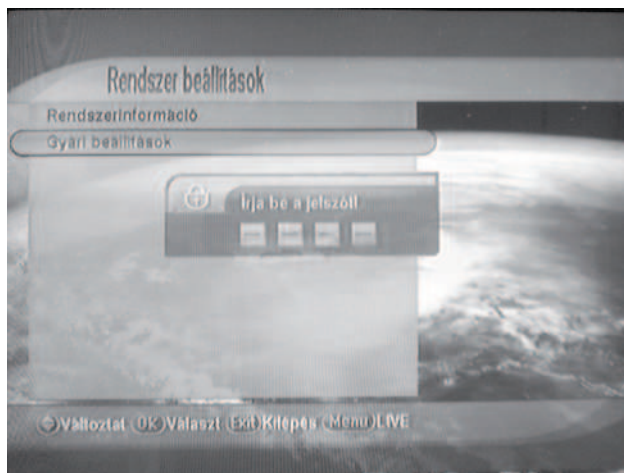 Rendszer beállítások
Rendszerinformáció
Gyári beállítások
Írja be a jelszót!
Változtat OK Választ Exit Kilépés Menu LIVE